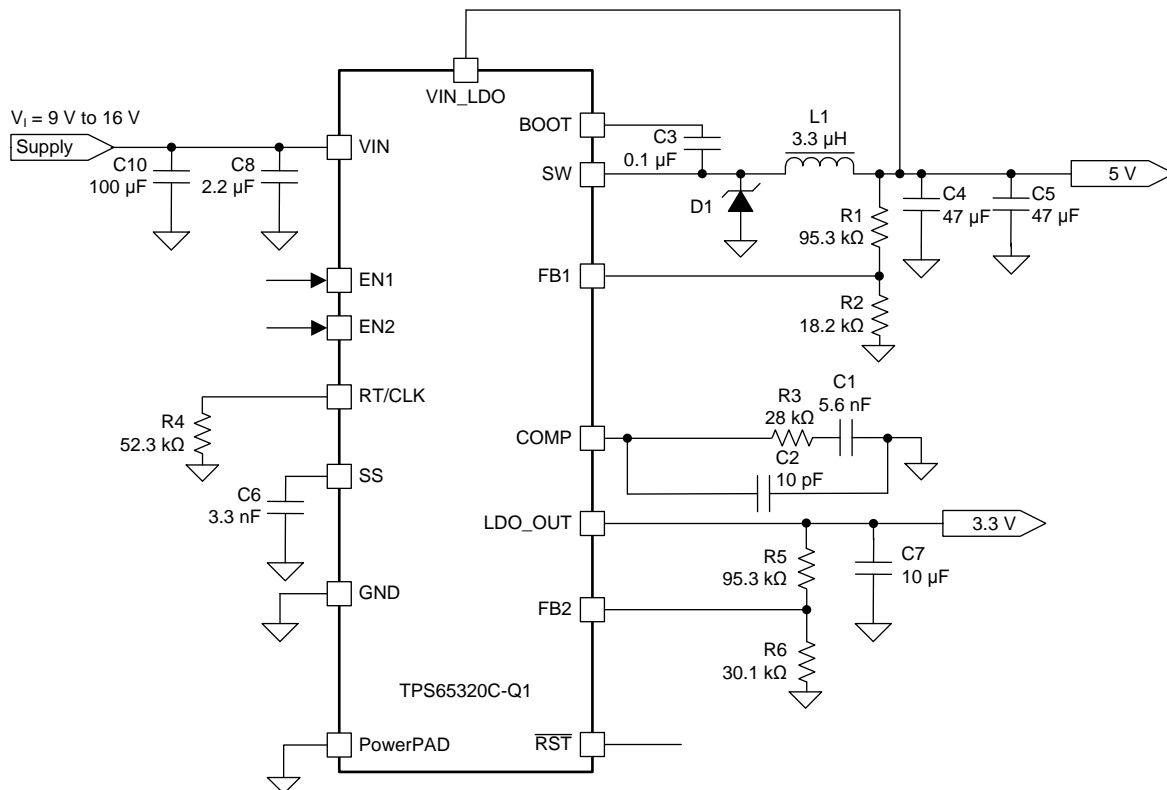 VIN_LDO
V_I = 9 V to 16 V
Supply
C10
100 µF
C8
2.2 µF
VIN
BOOT
C3
0.1 µF
L1
3.3 µH
SW
D1
R1
95.3 kΩ
C4
47 µF
C5
47 µF
5 V
EN1
FB1
EN2
R2
18.2 kΩ
RT/CLK
R4
52.3 kΩ
COMP
R3
28 kΩ
C1
5.6 nF
C2
10 pF
SS
C6
3.3 nF
LDO_OUT
3.3 V
R5
95.3 kΩ
C7
10 µF
GND
FB2
R6
30.1 kΩ
TPS65320C-Q1
PowerPAD
RST